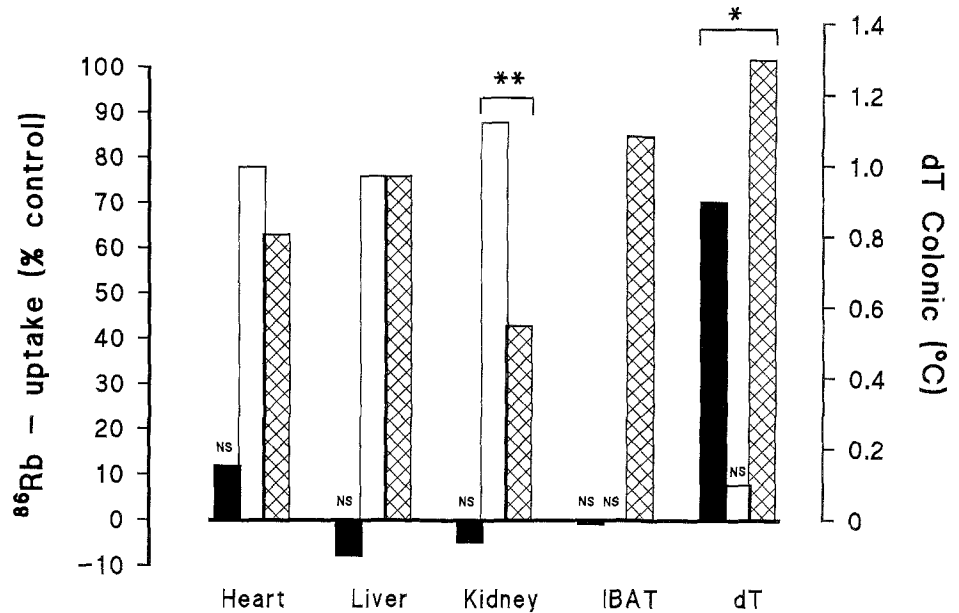 ⁸⁶Rb – uptake (% control)
100
90
80
70
60
50
40
30
20
10
0
-10
NS
NS
NS
**
NS NS
*
NS
1.4
1.2
1.0
0.8
0.6
0.4
0.2
0
dT Colonic (°C)
Heart Liver Kidney IBAT dT